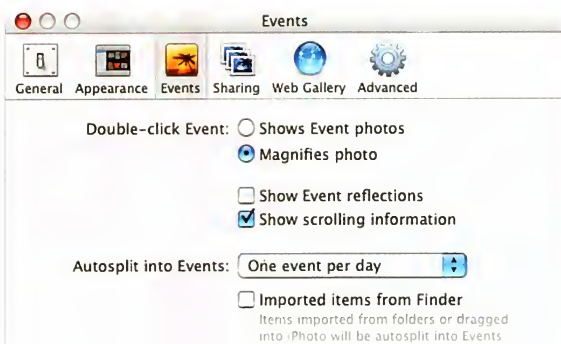 Events
General Appearance Events Sharing Web Gallery Advanced
Double-click Event: Shows Event photos
Magnifies photo
Show Event reflections
Show scrolling information
Autosplit into Events: One event per day
Imported items from Finder
Items imported from folders or dragged
into iPhoto will be autosplit into Events